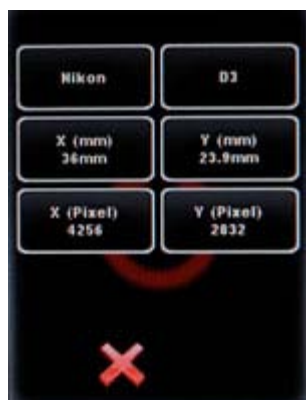 Nikon
D3
X (mm)
36mm
Y (mm)
23.9mm
X (Pixel)
4256
Y (Pixel)
2832